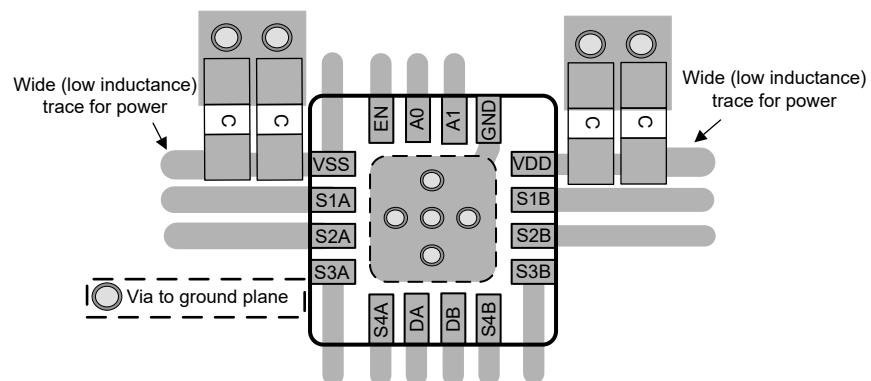 Wide (low inductance)
trace for power
C
C
EN
A0
A1
GND
C
C
Wide (low inductance)
trace for power
VSS
S1A
S2A
S3A
VDD
S1B
S2B
S3B
S4A
DA
DB
S4B
Via to ground plane